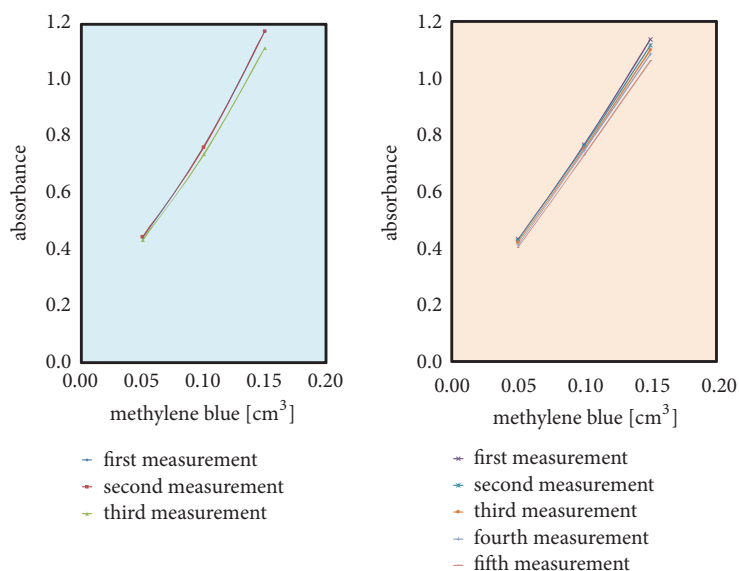 absorbance
1.2
1.0
0.8
0.6
0.4
0.2
0.0
0.00 0.05 0.10 0.15 0.20
methylene blue [cm³]
first measurement
second measurement
third measurement
absorbance
1.2
1.0
0.8
0.6
0.4
0.2
0.0
0.00 0.05 0.10 0.15 0.20
methylene blue [cm³]
first measurement
second measurement
third measurement
fourth measurement
fifth measurement